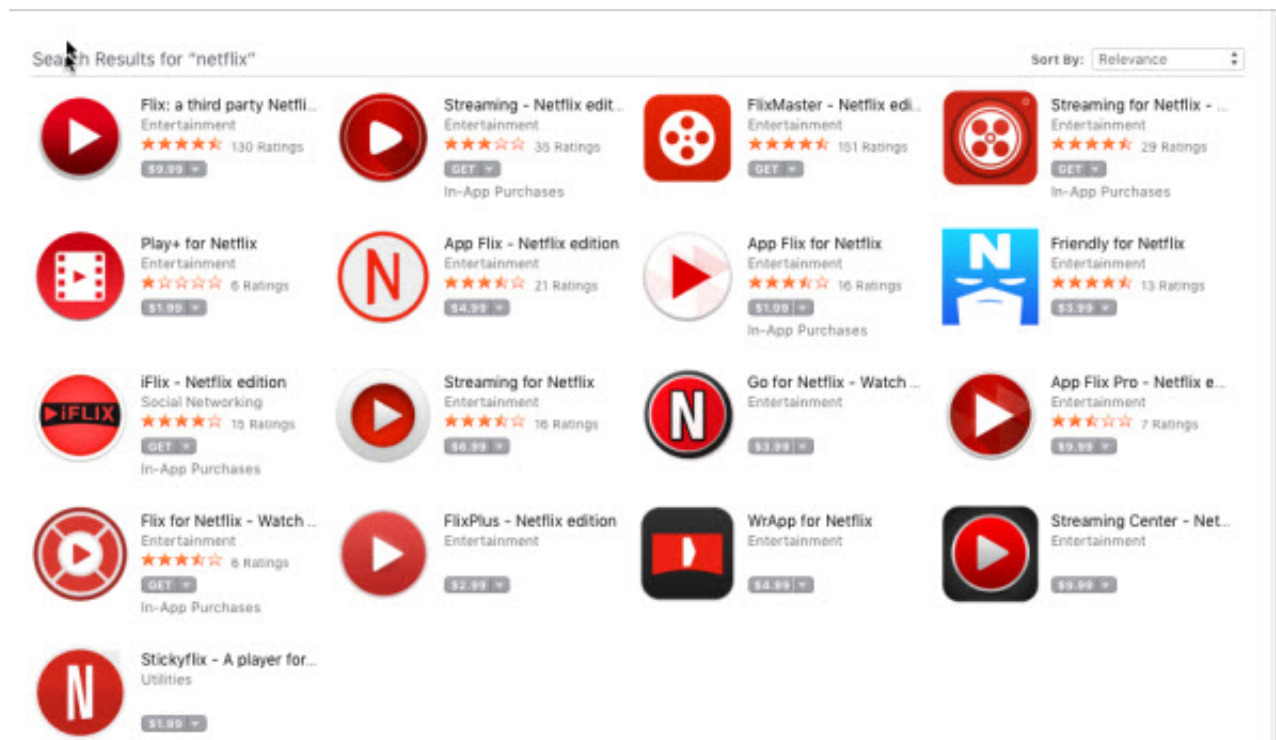 Search Results for “netflix”
Sort By: Relevance
Flix: a third party Netfli...
Entertainment
130 Ratings
$9.99
Streaming - Netflix edit...
Entertainment
35 Ratings
GET
In-App Purchases
FlixMaster - Netflix edi...
Entertainment
151 Ratings
GET
Streaming for Netflix - ...
Entertainment
29 Ratings
GET
In-App Purchases
Play+ for Netflix
Entertainment
6 Ratings
$1.99
N
App Flix - Netflix edition
Entertainment
21 Ratings
$4.99
App Flix for Netflix
Entertainment
16 Ratings
$1.99
In-App Purchases
N
Friendly for Netflix
Entertainment
13 Ratings
$3.99
iFLIX
iFlix - Netflix edition
Social Networking
15 Ratings
GET
In-App Purchases
Streaming for Netflix
Entertainment
16 Ratings
$6.99
N
Go for Netflix - Watch ...
Entertainment
$3.99
App Flix Pro - Netflix e...
Entertainment
7 Ratings
$9.99
Flix for Netflix - Watch ...
Entertainment
6 Ratings
GET
In-App Purchases
FlixPlus - Netflix edition
Entertainment
$2.99
WrApp for Netflix
Entertainment
$4.99
Streaming Center - Net...
Entertainment
$9.99
N
Stickyflix - A player for...
Utilities
$1.99